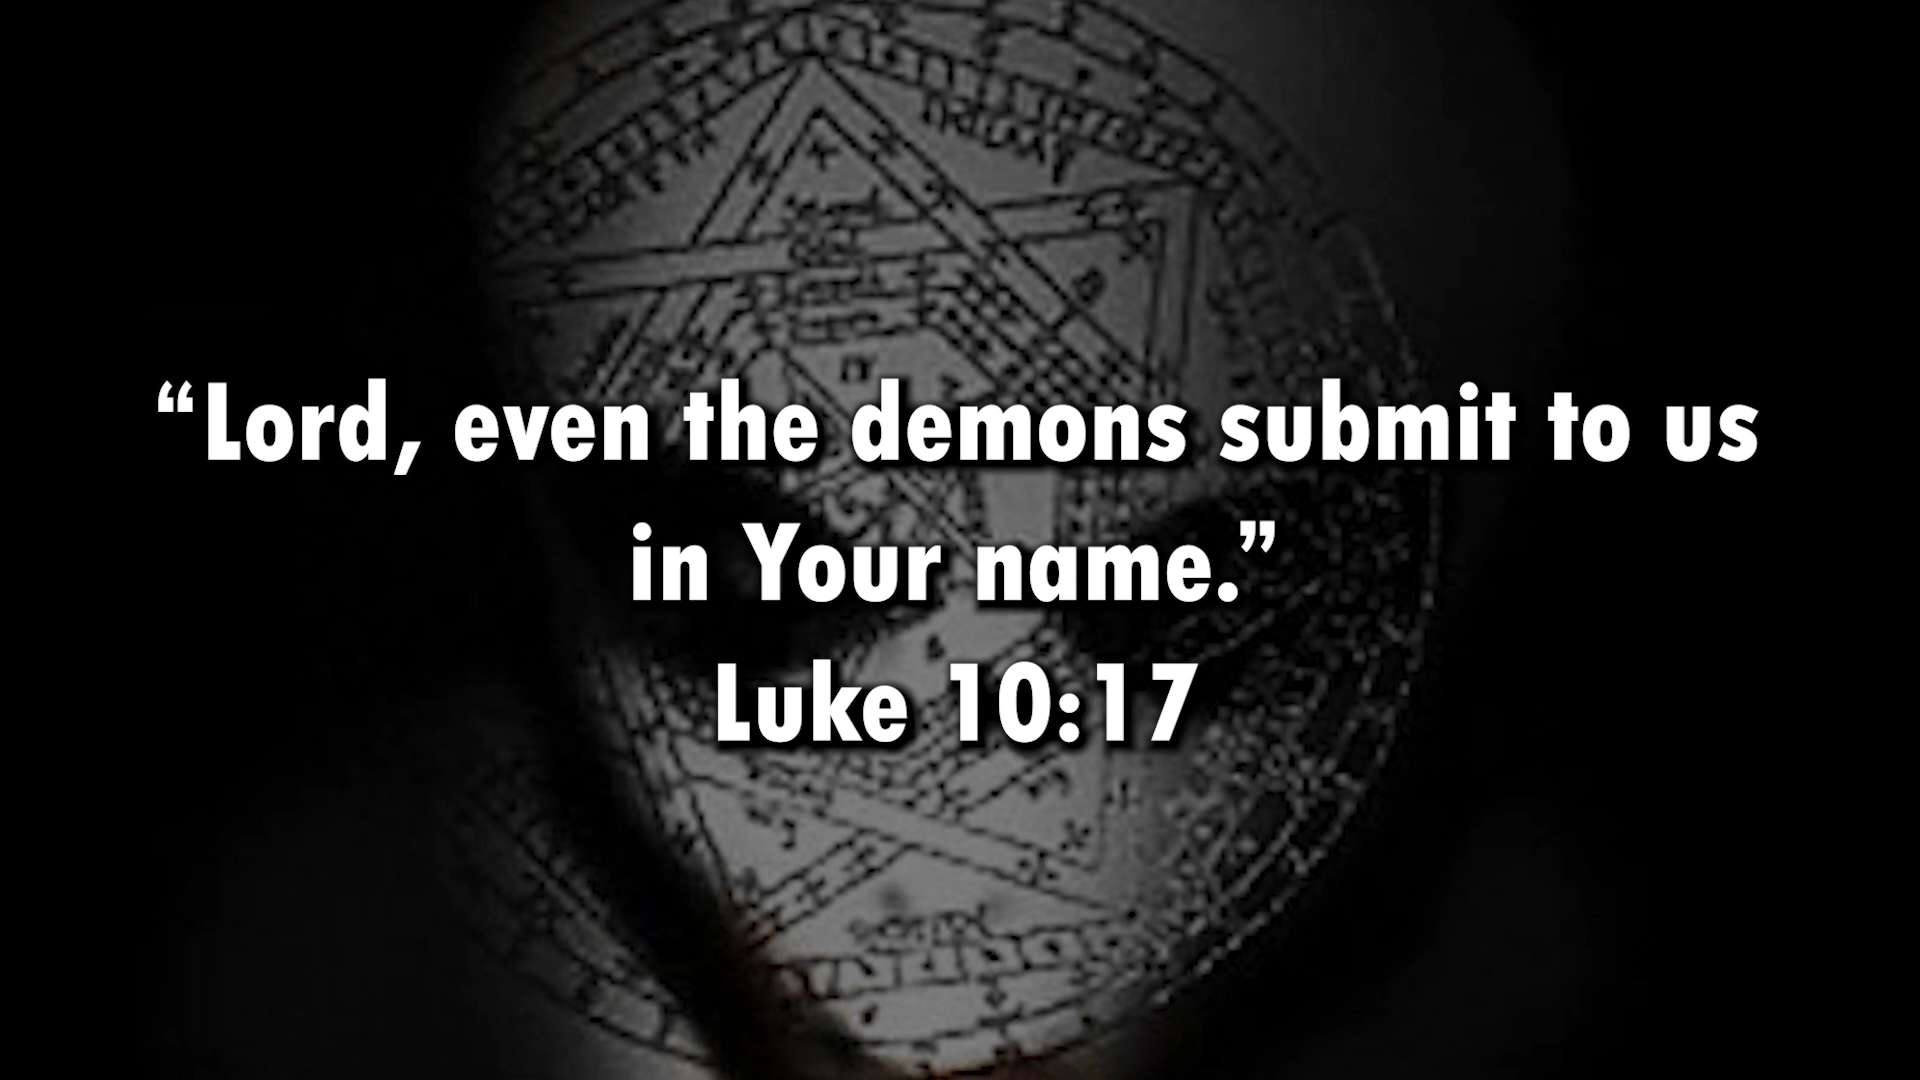 “Lord, even the demons submit to us
in Your name.”
Luke 10:17